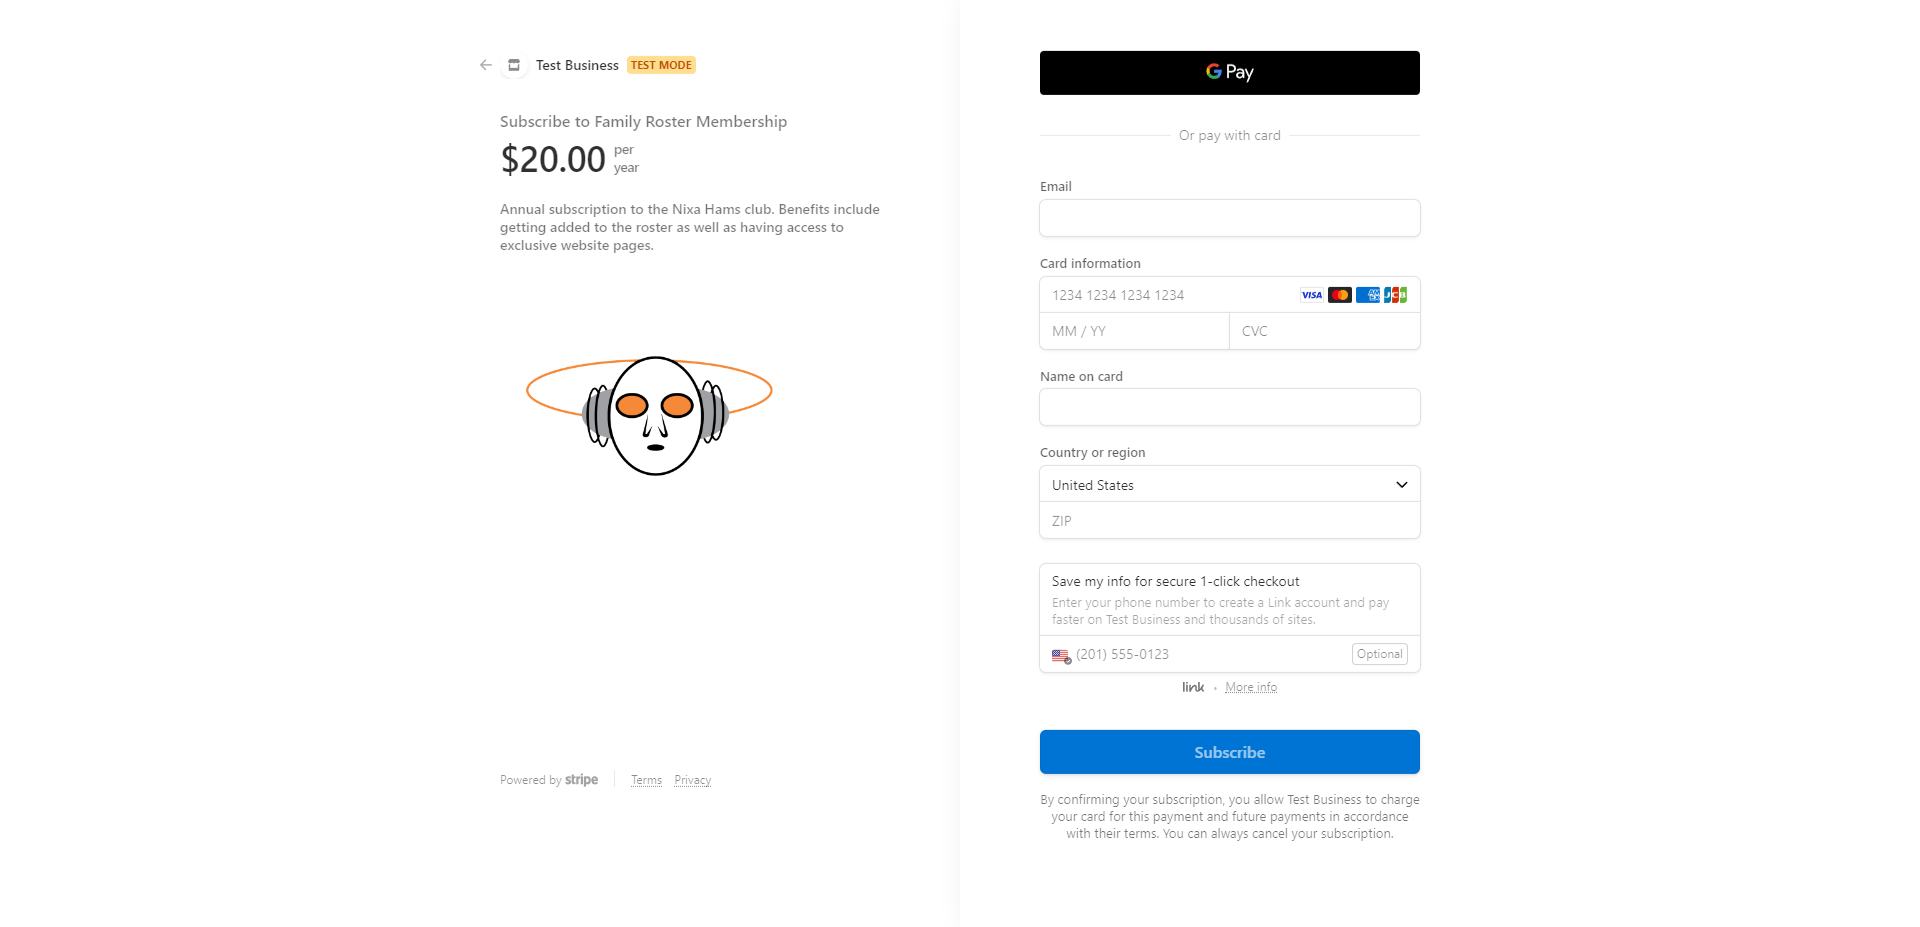 Test Business TEST MODE
Subscribe to Family Roster Membership
$20.00 per
year
Annual subscription to the Nixa Hams club. Benefits include
getting added to the roster as well as having access to
exclusive website pages.
Powered by stripe
Terms Privacy
G Pay
Or pay with card
Email
Card information
1234 1234 1234 1234 VISA AM EX JCB
MM / YY CVC
Name on card
Country or region
United States
ZIP
Save my info for secure 1-click checkout
Enter your phone number to create a Link account and pay
faster on Test Business and thousands of sites.
(201) 555-0123 Optional
link • More info
Subscribe
By confirming your subscription, you allow Test Business to charge
your card for this payment and future payments in accordance
with their terms. You can always cancel your subscription.